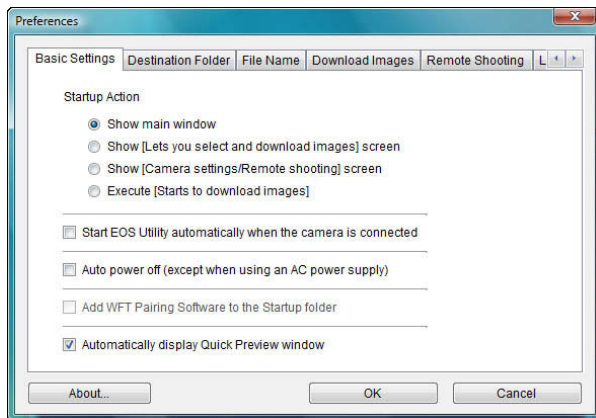 Preferences
Basic Settings Destination Folder File Name Download Images Remote Shooting L
Startup Action
Show main window
Show [Lets you select and download images] screen
Show [Camera settings/Remote shooting] screen
Execute [Starts to download images]
Start EOS Utility automatically when the camera is connected
Auto power off (except when using an AC power supply)
Add WFT Pairing Software to the Startup folder
Automatically display Quick Preview window
About... OK Cancel